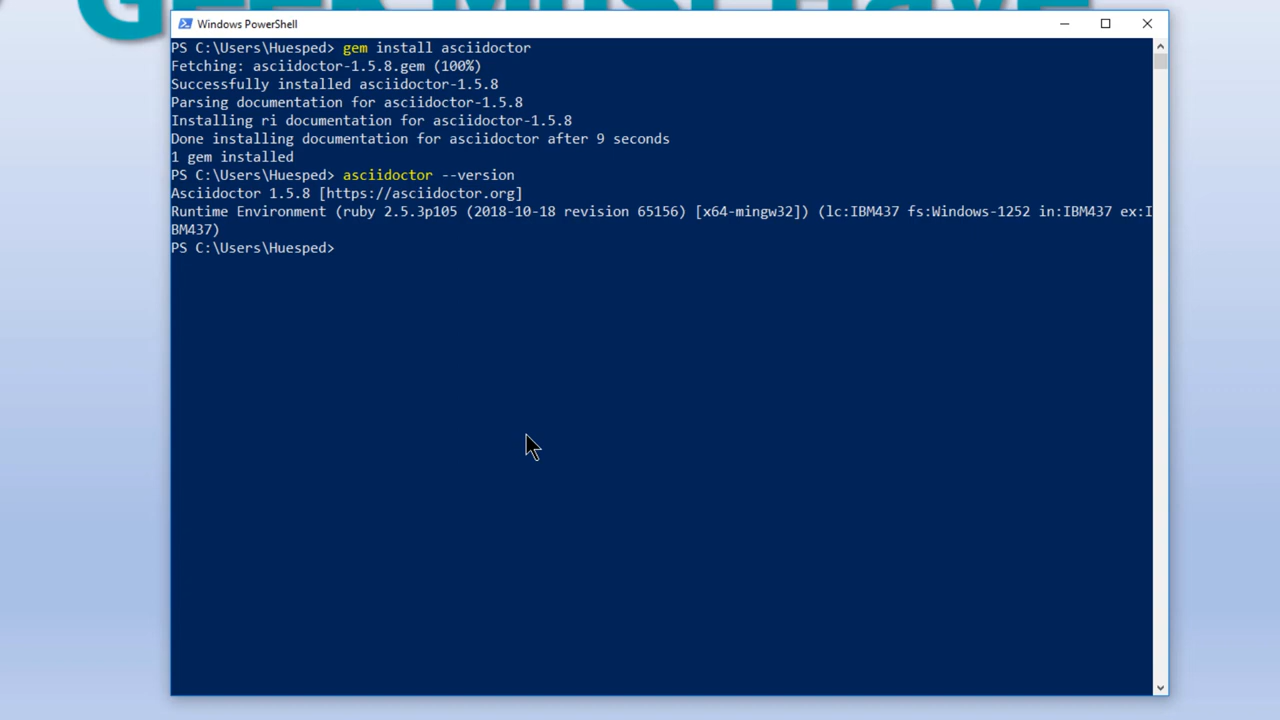 GEEK Must Have
Windows PowerShell
PS C:\Users\Huesped> gem install asciidoctor
Fetching: asciidoctor-1.5.8.gem (100%)
Successfully installed asciidoctor-1.5.8
Parsing documentation for asciidoctor-1.5.8
Installing ri documentation for asciidoctor-1.5.8
Done installing documentation for asciidoctor after 9 seconds
1 gem installed
PS C:\Users\Huesped> asciidoctor --version
Asciidoctor 1.5.8 [https://asciidoctor.org]
Runtime Environment (ruby 2.5.3p105 (2018-10-18 revision 65156) [x64-mingw32]) (lc:IBM437 fs:Windows-1252 in:IBM437 ex:I
BM437)
PS C:\Users\Huesped>